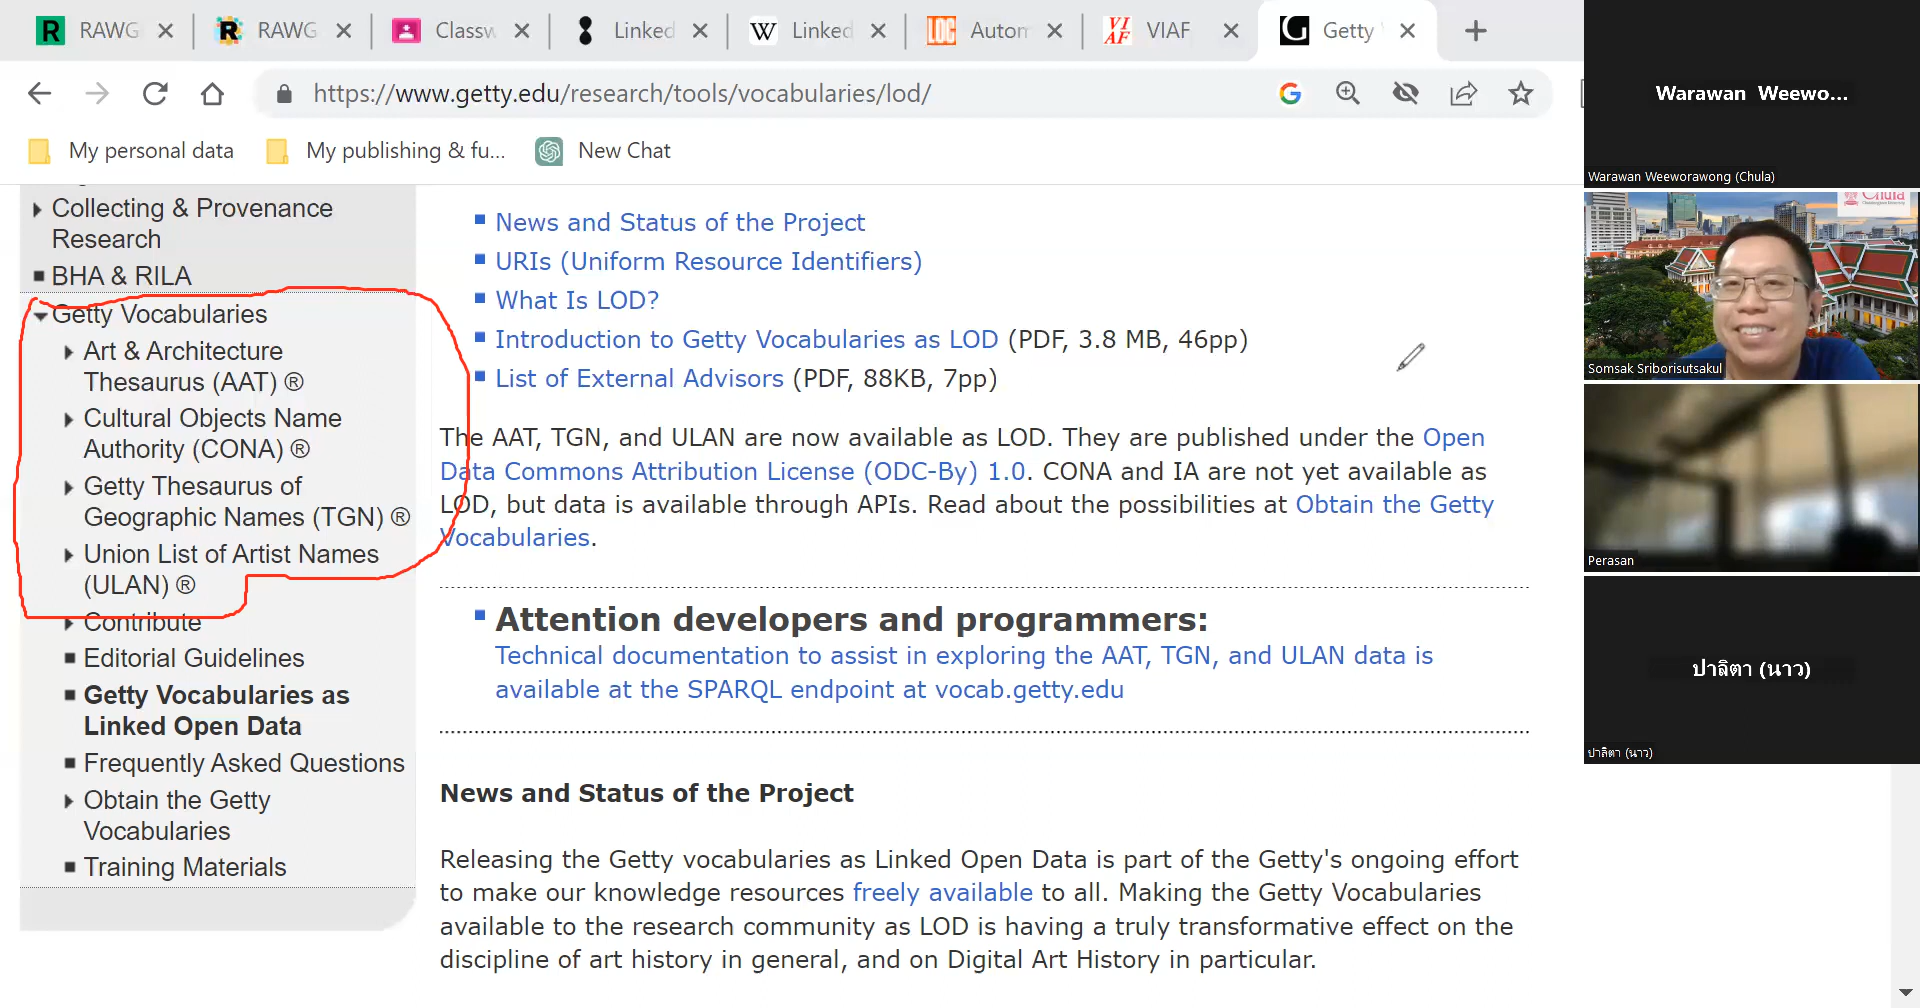 RAWG
RAWG
Classw
Linked
Linked
LOC
Autom
VIAF
VIAF
Getty
https://www.getty.edu/research/tools/vocabularies/lod/
My personal data
My publishing & fu...
New Chat
Collecting & Provenance
Research
BHA & RILA
Getty Vocabularies
Art & Architecture
Thesaurus (AAT) ®
Cultural Objects Name
Authority (CONA) ®
Getty Thesaurus of
Geographic Names (TGN) ®
Union List of Artist Names
(ULAN) ®
Contribute
Editorial Guidelines
Getty Vocabularies as
Linked Open Data
Frequently Asked Questions
Obtain the Getty
Vocabularies
Training Materials
News and Status of the Project
URIs (Uniform Resource Identifiers)
What Is LOD?
Introduction to Getty Vocabularies as LOD (PDF, 3.8 MB, 46pp)
List of External Advisors (PDF, 88KB, 7pp)
The AAT, TGN, and ULAN are now available as LOD. They are published under the Open
Data Commons Attribution License (ODC-By) 1.0. CONA and IA are not yet available as
LOD, but data is available through APIs. Read about the possibilities at Obtain the Getty
Vocabularies.
Attention developers and programmers:
Technical documentation to assist in exploring the AAT, TGN, and ULAN data is
available at the SPARQL endpoint at vocab.getty.edu
News and Status of the Project
Releasing the Getty vocabularies as Linked Open Data is part of the Getty's ongoing effort
to make our knowledge resources freely available to all. Making the Getty Vocabularies
available to the research community as LOD is having a truly transformative effect on the
discipline of art history in general, and on Digital Art History in particular.
Warawan Weewo...
Warawan Weeworawong (Chula)
Chula
Somsak Sriborisutsakul
Perasan
ปาลิตา (นาว)
ปาลิตา (นาว)